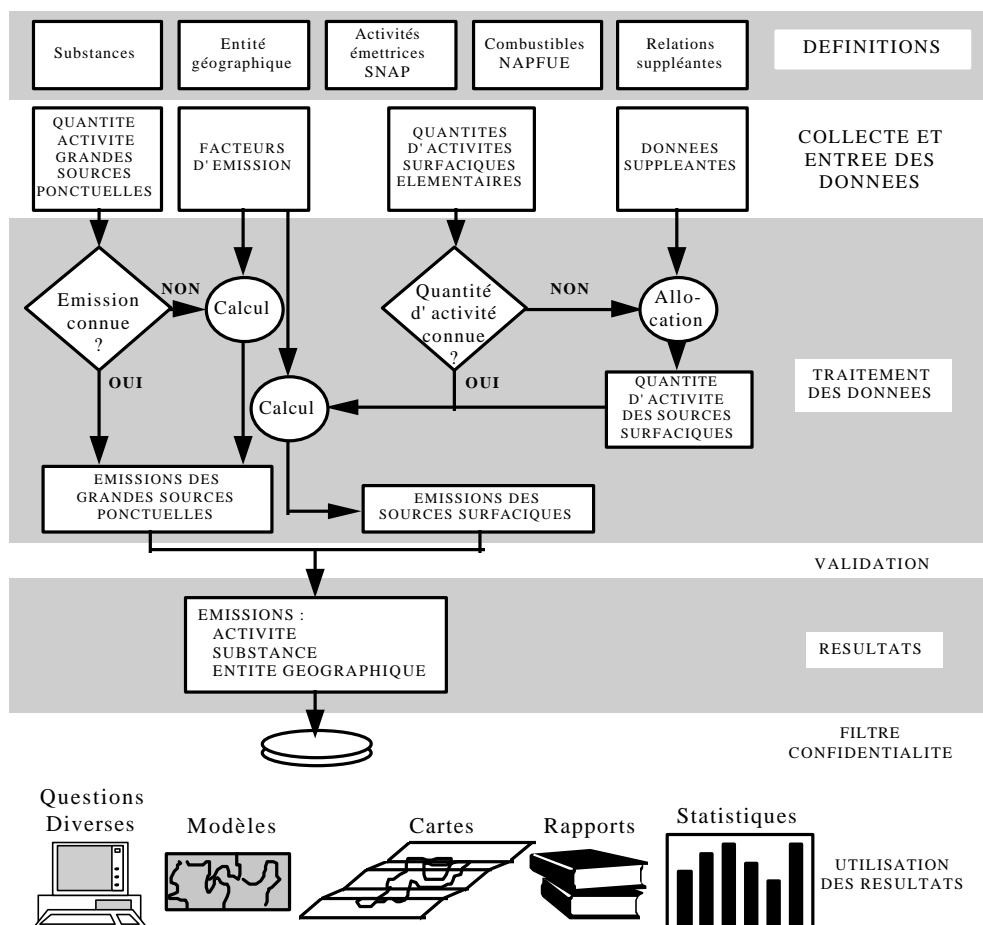 Substances
Entité
géographique
Activités
émettrices
SNAP
Combustibles
NAPFUE
Relations
suppléantes
DEFINITIONS
QUANTITE
ACTIVITE
GRANDES
SOURCES
PONCTUELLES
FACTEURS
D' EMISSION
QUANTITES
D' ACTIVITES
SURFACIQUES
ELEMENTAIRES
DONNEES
SUPPLEANTES
COLLECTE ET
ENTREE DES
DONNEES
Emission
connue
?
NON
Calcul
Quantité
d' activité
connue
?
NON
Allo-
cation
OUI
OUI
Calcul
QUANTITE
D' ACTIVITE
DES SOURCES
SURFACIQUES
TRAITEMENT
DES DONNEES
EMISSIONS DES
GRANDES SOURCES
PONCTUELLES
EMISSIONS DES
SOURCES SURFACIQUES
VALIDATION
EMISSIONS :
ACTIVITE
SUBSTANCE
ENTITE GEOGRAPHIQUE
RESULTATS
FILTRE
CONFIDENTIALITE
Questions
Diverses
Modèles
Cartes
Rapports
Statistiques
UTILISATION
DES RESULTATS